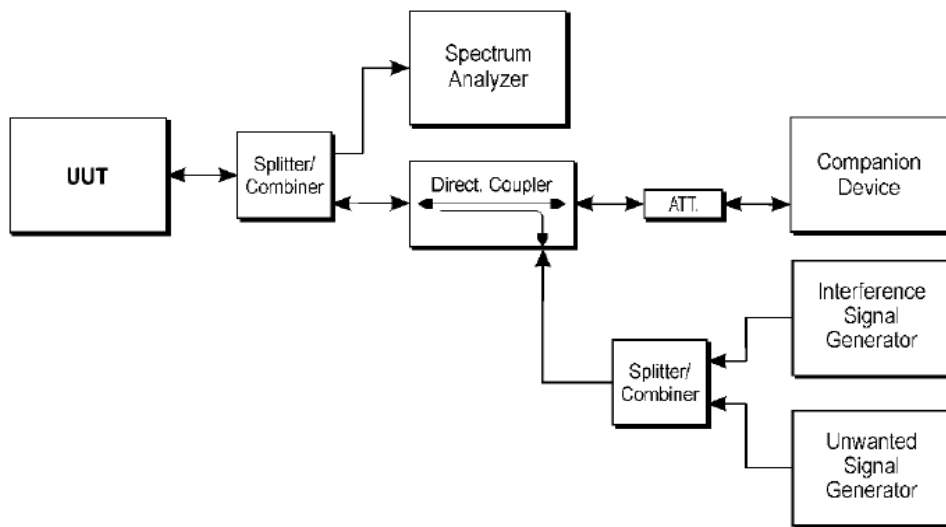 Spectrum
Analyzer
UUT
Splitter/
Combiner
Direct. Coupler
ATT.
Companion
Device
Interference
Signal
Generator
Splitter/
Combiner
Unwanted
Signal
Generator